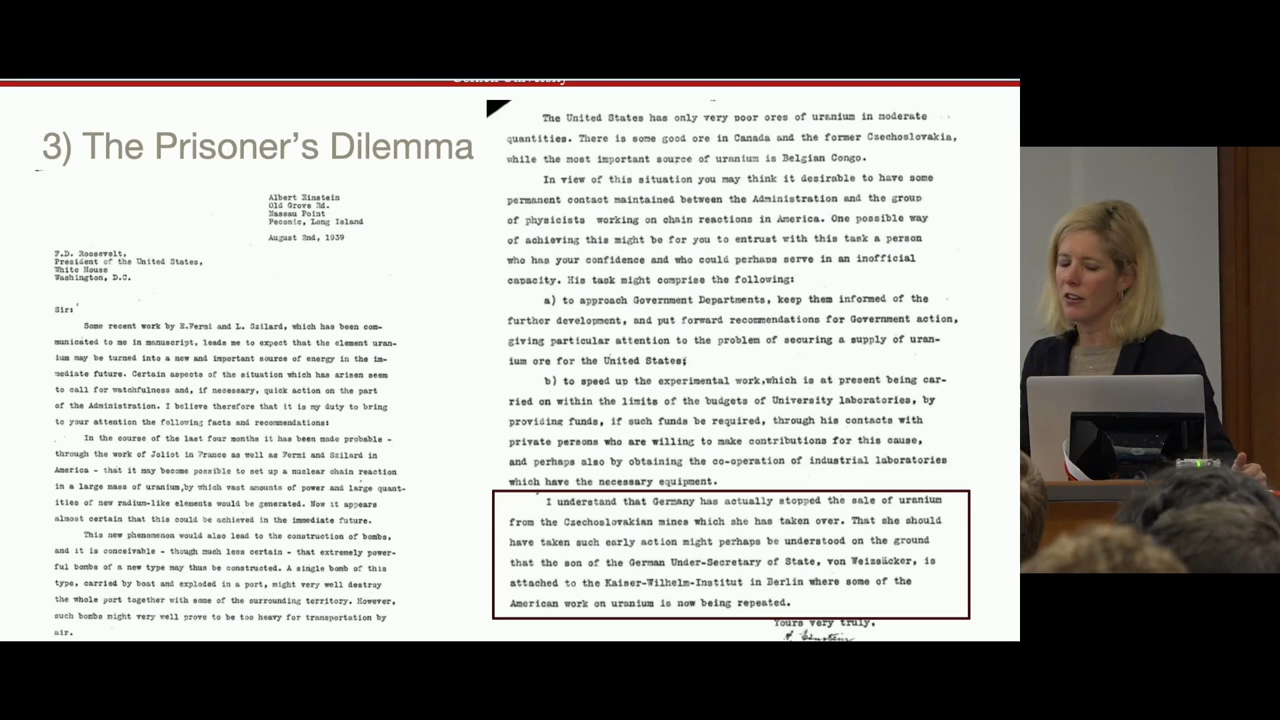 3) The Prisoner's Dilemma
Albert Einstein
Old Grove Rd.
Nassau Point
Peconic, Long Island
August 2nd, 1939
F.D. Roosevelt,
President of the United States,
White House
Washington, D.C.
Sir:
Some recent work by E.Fermi and L. Szilard, which has been com-
municated to me in manuscript, leads me to expect that the element uran-
ium may be turned into a new and important source of energy in the im-
mediate future. Certain aspects of the situation which has arisen seem
to call for watchfulness and, if necessary, quick action on the part
of the Administration. I believe therefore that it is my duty to bring
to your attention the following facts and recommendations:
In the course of the last four months it has been made probable -
through the work of Joliot in France as well as Fermi and Szilard in
America - that it may become possible to set up a nuclear chain reaction
in a large mass of uranium,by which vast amounts of power and large quant-
ities of new radium-like elements would be generated. Now it appears
almost certain that this could be achieved in the immediate future.
This new phenomenon would also lead to the construction of bombs,
and it is conceivable - though much less certain - that extremely power-
ful bombs of a new type may thus be constructed. A single bomb of this
type, carried by boat and exploded in a port, might very well destroy
the whole port together with some of the surrounding territory. However,
such bombs might very well prove to be too heavy for transportation by
air.
The United States has only very poor ores of uranium in moderate
quantities. There is some good ore in Canada and the former Czechoslovakia,
while the most important source of uranium is Belgian Congo.
In view of this situation you may think it desirable to have some
permanent contact maintained between the Administration and the group
of physicists working on chain reactions in America. One possible way
of achieving this might be for you to entrust with this task a person
who has your confidence and who could perhaps serve in an inofficial
capacity. His task might comprise the following:
a) to approach Government Departments, keep them informed of the
further development, and put forward recommendations for Government action,
giving particular attention to the problem of securing a supply of uran-
ium ore for the United States;
b) to speed up the experimental work,which is at present being car-
ried on within the limits of the budgets of University laboratories, by
providing funds, if such funds be required, through his contacts with
private persons who are willing to make contributions for this cause,
and perhaps also by obtaining the co-operation of industrial laboratories
which have the necessary equipment.
I understand that Germany has actually stopped the sale of uranium
from the Czechoslovakian mines which she has taken over. That she should
have taken such early action might perhaps be understood on the ground
that the son of the German Under-Secretary of State, von Weizsäcker, is
attached to the Kaiser-Wilhelm-Institut in Berlin where some of the
American work on uranium is now being repeated.
Yours very truly,
A. Einstein